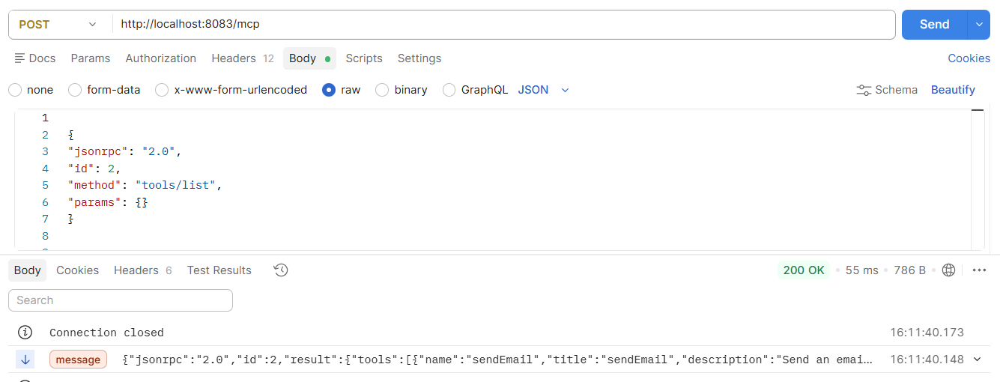 POST http://localhost:8083/mcp Send
Docs Params Authorization Headers 12 Body Scripts Settings Cookies
none form-data x-www-form-urlencoded raw binary GraphQL JSON Schema Beautify
1
2 {
3 "jsonrpc": "2.0",
4 "id": 2,
5 "method": "tools/list",
6 "params": {}
7 }
8
Body Cookies Headers 6 Test Results 200 OK 55 ms 786 B
Search
Connection closed 16:11:40.173
message {"jsonrpc":"2.0","id":2,"result":{"tools":[{"name":"sendEmail","title":"sendEmail","description":"Send an emai... 16:11:40.148